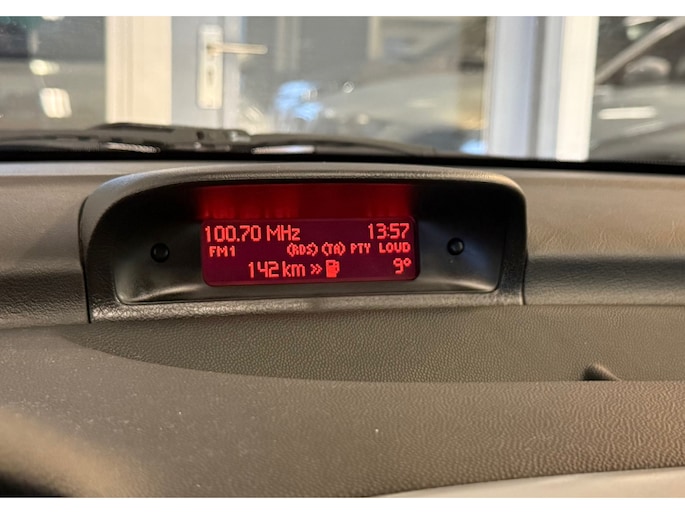 100.70 MHz 13:57
FM1 (RDS) (TA) PTY LOUD
142 km » 9°